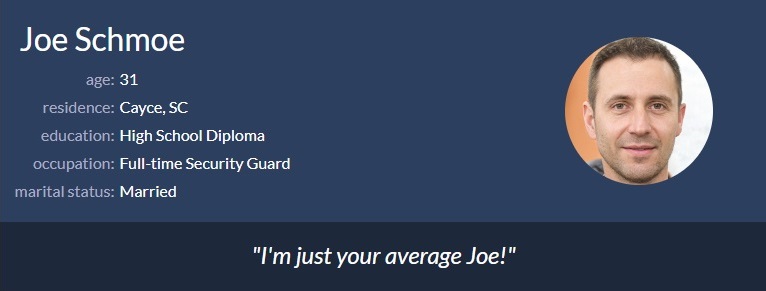 Joe Schmoe
age: 31
residence: Cayce, SC
education: High School Diploma
occupation: Full-time Security Guard
marital status: Married
"I'm just your average Joe!"